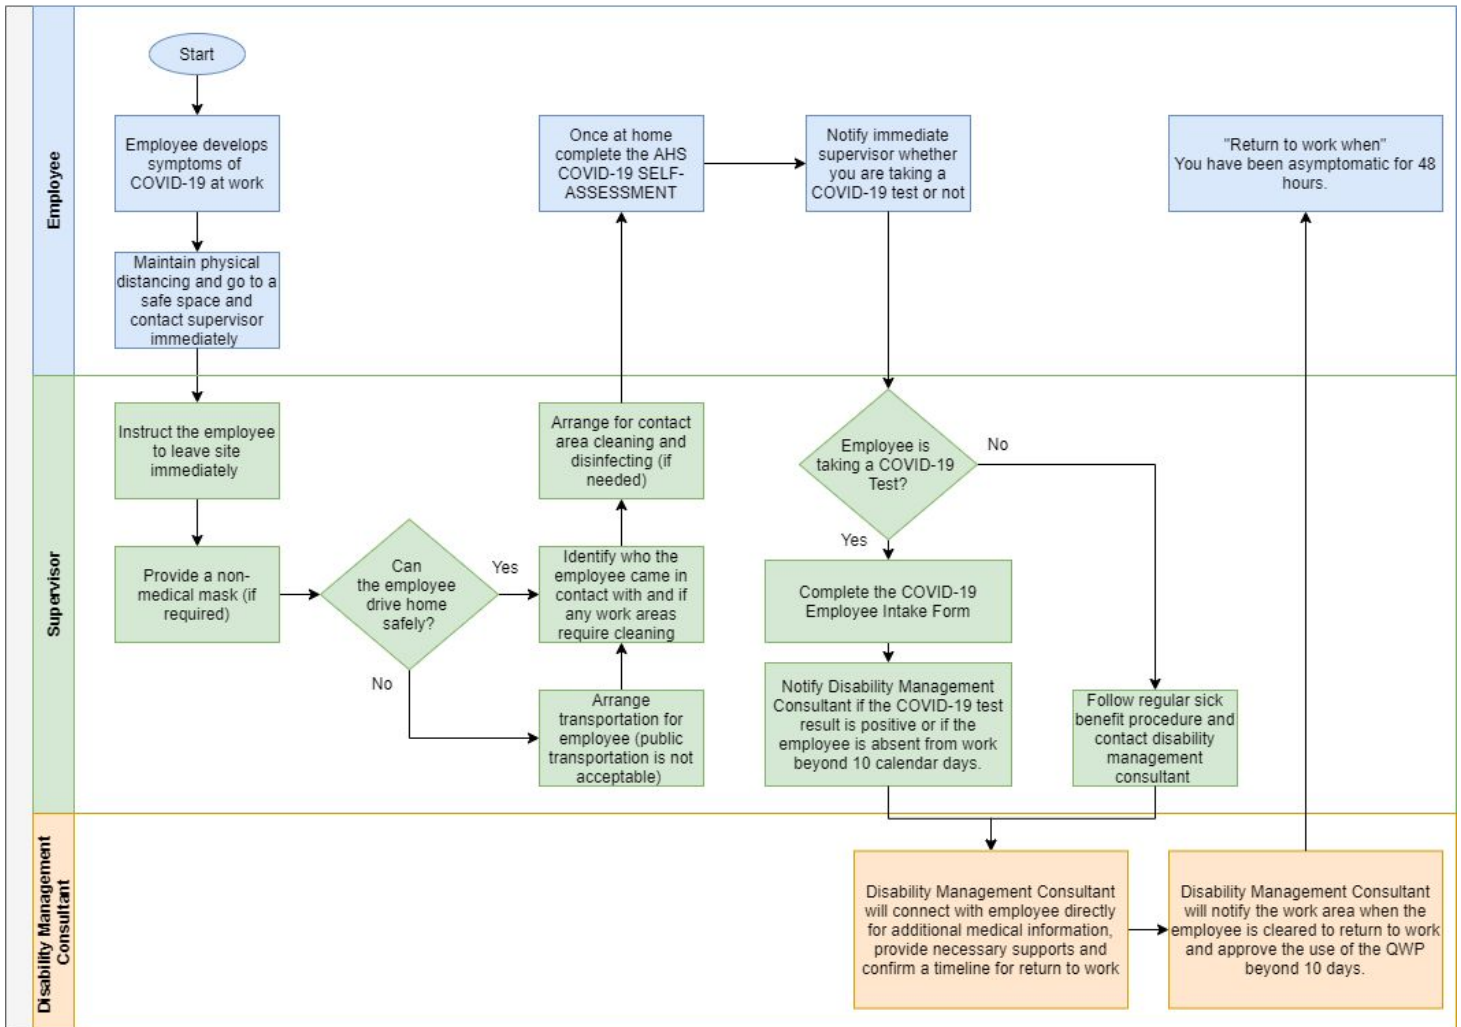 Employee
Start
Employee develops
symptoms of
COVID-19 at work
Maintain physical
distancing and go to a
safe space and
contact supervisor
immediately
Once at home
complete the AHS
COVID-19 SELF-
ASSESSMENT
Notify immediate
supervisor whether
you are taking a
COVID-19 test or not
"Return to work when"
You have been asymptomatic for 48
hours.
Supervisor
Instruct the employee
to leave site
immediately
Provide a non-
medical mask (if
required)
Can
the employee
drive home
safely?
Yes
No
Arrange for contact
area cleaning and
disinfecting (if
needed)
Identify who the
employee came in
contact with and if
any work areas
require cleaning
Arrange
transportation for
employee (public
transportation is not
acceptable)
Employee is
taking a COVID-19
Test?
No
Yes
Complete the COVID-19
Employee Intake Form
Notify Disability Management
Consultant if the COVID-19 test
result is positive or if the
employee is absent from work
beyond 10 calendar days.
Follow regular sick
benefit procedure and
contact disability
management
consultant
Disability Management
Consultant
Disability Management Consultant
will connect with employee directly
for additional medical information,
provide necessary supports and
confirm a timeline for return to work
Disability Management Consultant
will notify the work area when the
employee is cleared to return to work
and approve the use of the QWP
beyond 10 days.